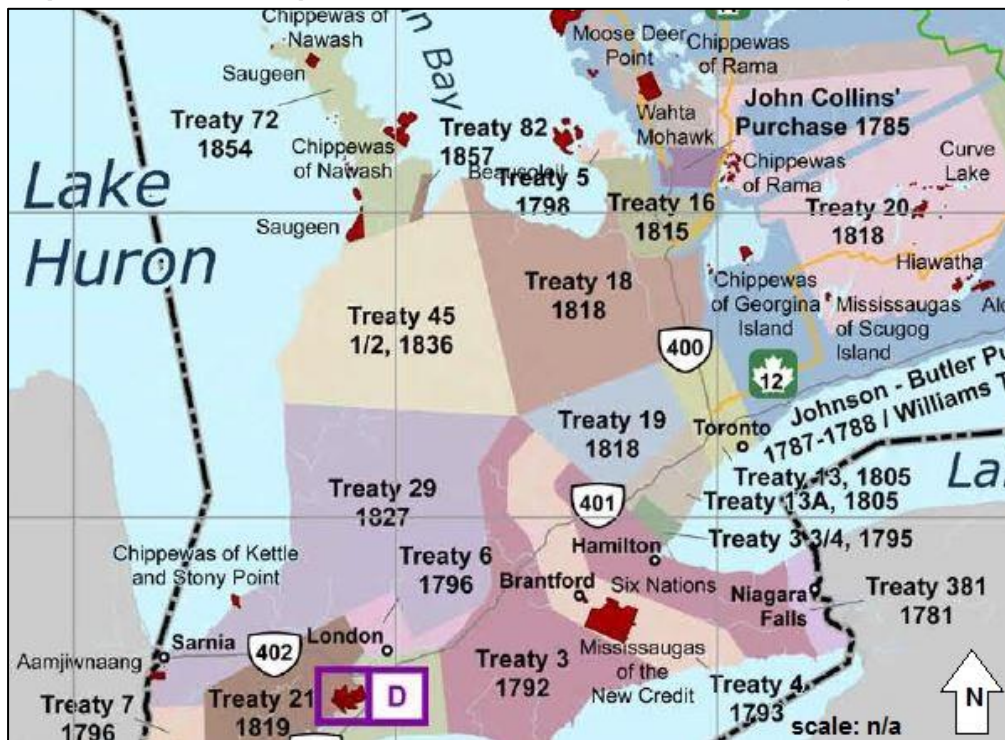 Chippewas of
Nawash
Saugeen
Treaty 72
1854
Chippewas
of Nawash
Saugeen
Bay
Treaty 82
1857
Beausoleil
Treaty 5
1798
Moose Deer
Point
Chippewas
of Rama
Wahta
Mohawk
John Collins'
Purchase 1785
Chippewas
of Rama
Curve
Lake
Treaty 16
1815
Treaty 20
1818
Hiawatha
Lake
Huron
Treaty 45
1/2, 1836
Treaty 18
1818
Chippewas
of Georgina
Island
Mississaugas
of Scugog
Island
400
12
Treaty 19
1818
Toronto
Johnson - Butler Pu
1787-1788 / Williams T
Treaty 13, 1805
Treaty 13A, 1805
Treaty 3 3/4, 1795
La
Treaty 29
1827
401
Hamilton
Chippewas of Kettle
and Stony Point
Treaty 6
1796
Brantford
Six Nations
Niagara
Falls
Treaty 381
1781
Sarnia
402
London
Aamjiwnaang
Treaty 7
1796
Treaty 21
1819
D
Treaty 3
1792
Mississaugas
of the
New Credit
Treaty 4,
1793
N
scale: n/a